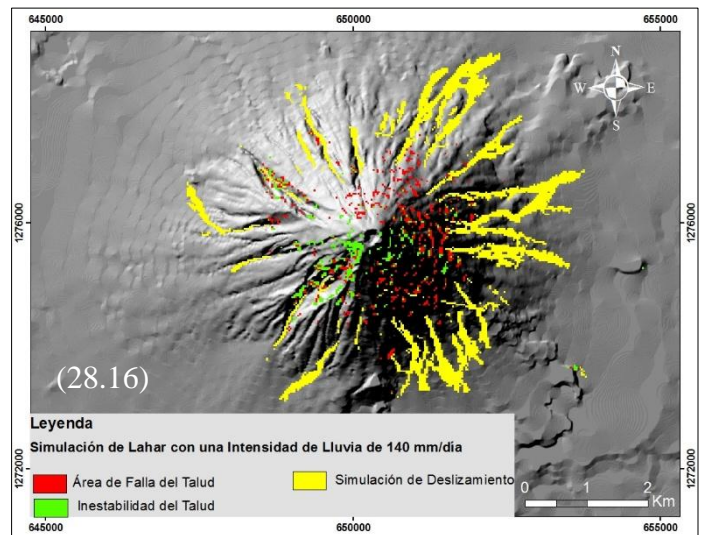 645000 650000 655000
N
W E
S
1276000 1276000
(28.16)
Leyenda
Simulación de Lahar con una Intensidad de Lluvia de 140 mm/día
Área de Falla del Talud
Simulación de Deslizamiento
Inestabilidad del Talud
1272000 1272000
0 1 2
Km
645000 650000 655000